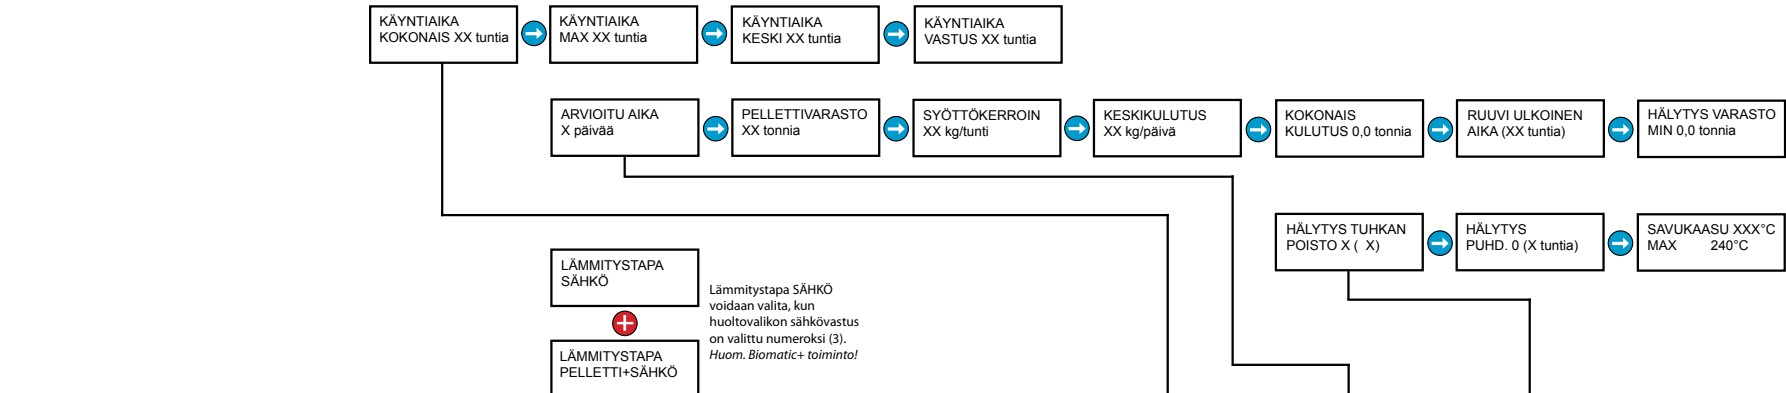 KÄYNTIAIKA
KOKONAIS XX tuntia
KÄYNTIAIKA
MAX XX tuntia
KÄYNTIAIKA
KESKI XX tuntia
KÄYNTIAIKA
VASTUS XX tuntia
ARVIOITU AIKA
X päivää
PELLETTIVARASTO
XX tonnia
SYÖTTÖKERROIN
XX kg/tunti
KESKIKULUTUS
XX kg/päivä
KOKONAIS
KULUTUS 0,0 tonnia
RUUVI ULKOINEN
AIKA (XX tuntia)
HÄLYTYS VARASTO
MIN 0,0 tonnia
HÄLYTYS TUHKAN
POISTO X ( X)
HÄLYTYS
PUHD. 0 (X tuntia)
SAVUKAASU XXX°C
MAX 240°C
LÄMMITYSTAPA
SÄHKÖ
Lämmitystapa SÄHKÖ
voidaan valita, kun
huoltovalikon sähkövastus
on valittu numeroksi (3).
Huom. Biomatic+ toiminto!
LÄMMITYSTAPA
PELLETTI+SÄHKÖ